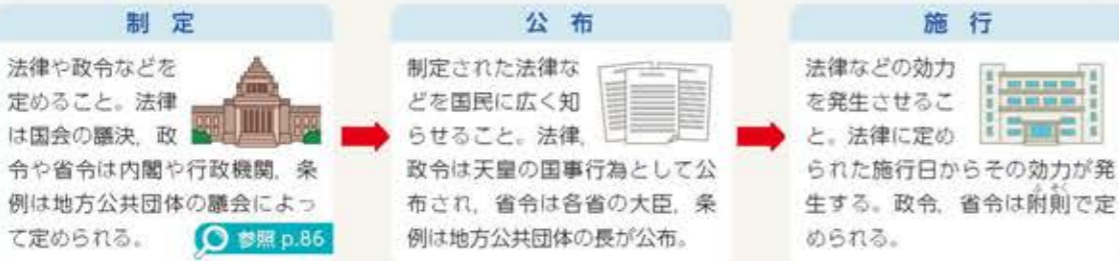 制 定
法律や政令などを
定めること。法律
は国会の議決，政
令や省令は内閣や行政機関，条
例は地方公共団体の議会によっ
て定められる。
参照 p.86
公 布
制定された法律な
どを国民に広く知
らせること。法律，
政令は天皇の国事行為として公
布され，省令は各省の大臣，条
例は地方公共団体の長が公布。
施 行
法律などの効力
を発生させるこ
と。法律に定め
られた施行日からその効力が発
生する。政令，省令は附則で定
ふ そく
められる。